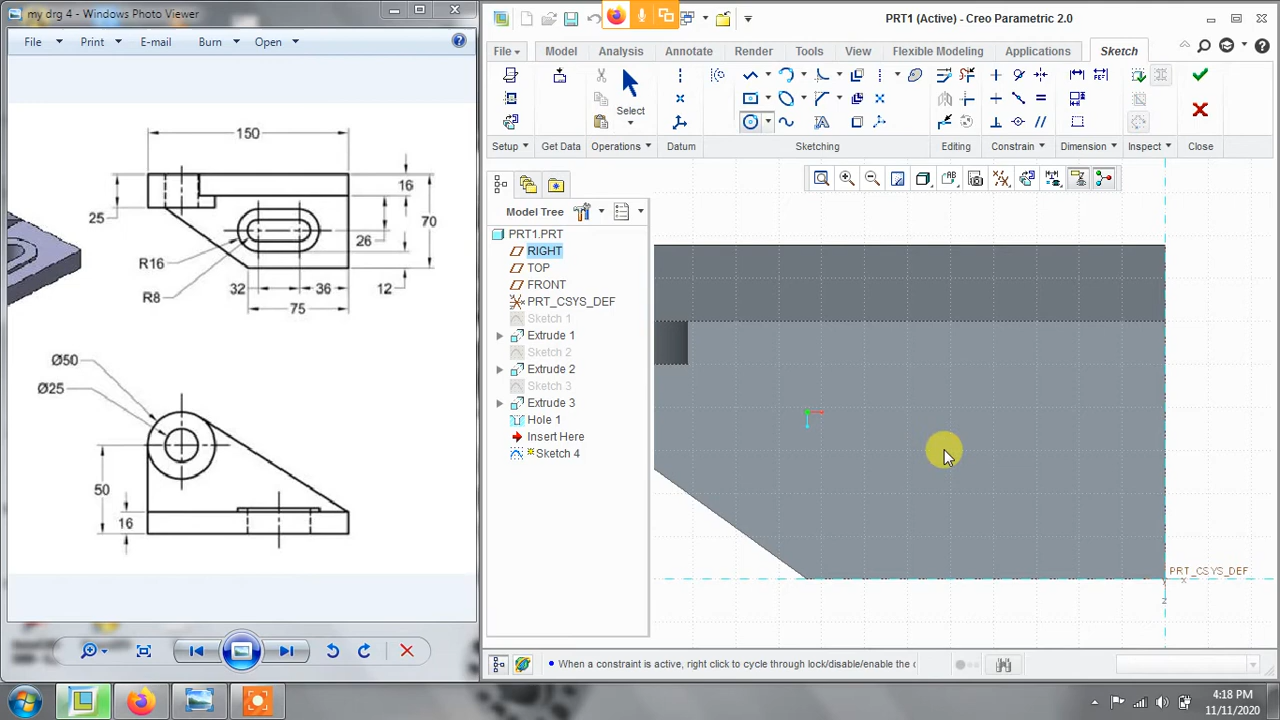 my drg 4 - Windows Photo Viewer
File
Print
E-mail
Burn
Open
150
16
25
70
26
R16
R8
32
36
12
75
Ø50
Ø25
50
16
PRT1 (Active) - Creo Parametric 2.0
File
Model
Analysis
Annotate
Render
Tools
View
Flexible Modeling
Applications
Sketch
Select
Setup
Get Data
Operations
Datum
Sketching
Editing
Constrain
Dimension
Inspect
Close
Model Tree
PRT1.PRT
RIGHT
TOP
FRONT
PRT_CSYS_DEF
Sketch 1
Extrude 1
Sketch 2
Extrude 2
Sketch 3
Extrude 3
Hole 1
Insert Here
Sketch 4
PRT_CSYS_DEF
x
z
When a constraint is active, right click to cycle through lock/disable/enable the c
4:18 PM
11/11/2020